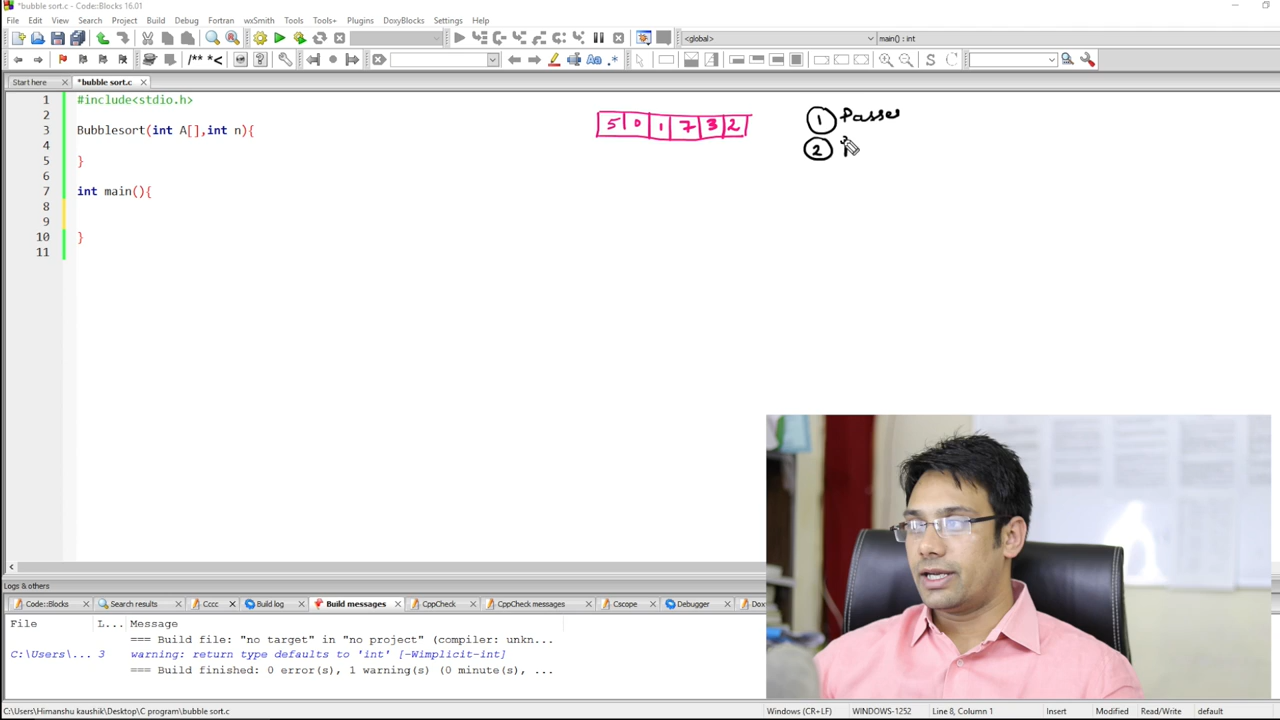 *bubble sort.c - Code::Blocks 16.01
File Edit View Search Project Build Debug Fortran wxSmith Tools Tools+ Plugins DoxyBlocks Settings Help
/** *<
Aa
.*
S
C
<global>
main() : int
Start here
*bubble sort.c
1 #include<stdio.h>
2
3 Bubblesort(int A[],int n){
4
5 }
6
7 int main(){
8
9
10 }
11
5 0 1 7 3 2
1 Passes
2
Logs & others
Code::Blocks
Search results
Cccc
Build log
Build messages
CppCheck
CppCheck messages
Cscope
Debugger
Dox
File L... Message
=== Build file: "no target" in "no project" (compiler: unkn...
C:\Users\... 3 warning: return type defaults to 'int' [-Wimplicit-int]
=== Build finished: 0 error(s), 1 warning(s) (0 minute(s), ...
C:\Users\Himanshu kaushik\Desktop\C program\bubble sort.c
Windows (CR+LF)
WINDOWS-1252
Line 8, Column 1
Insert
Modified
Read/Write
default